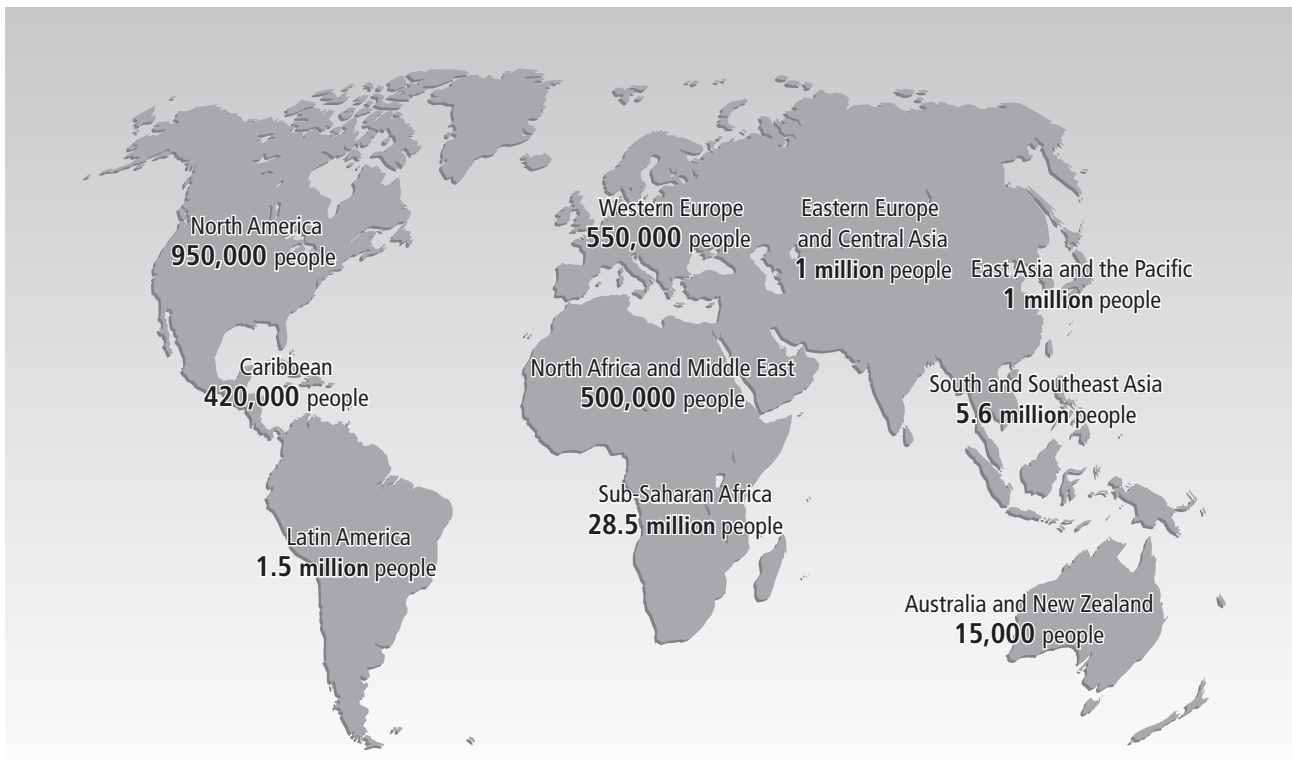 North America
950,000 people
Western Europe
550,000 people
Eastern Europe
and Central Asia
1 million people
East Asia and the Pacific
1 million people
Caribbean
420,000 people
North Africa and Middle East
500,000 people
South and Southeast Asia
5.6 million people
Sub-Saharan Africa
28.5 million people
Latin America
1.5 million people
Australia and New Zealand
15,000 people